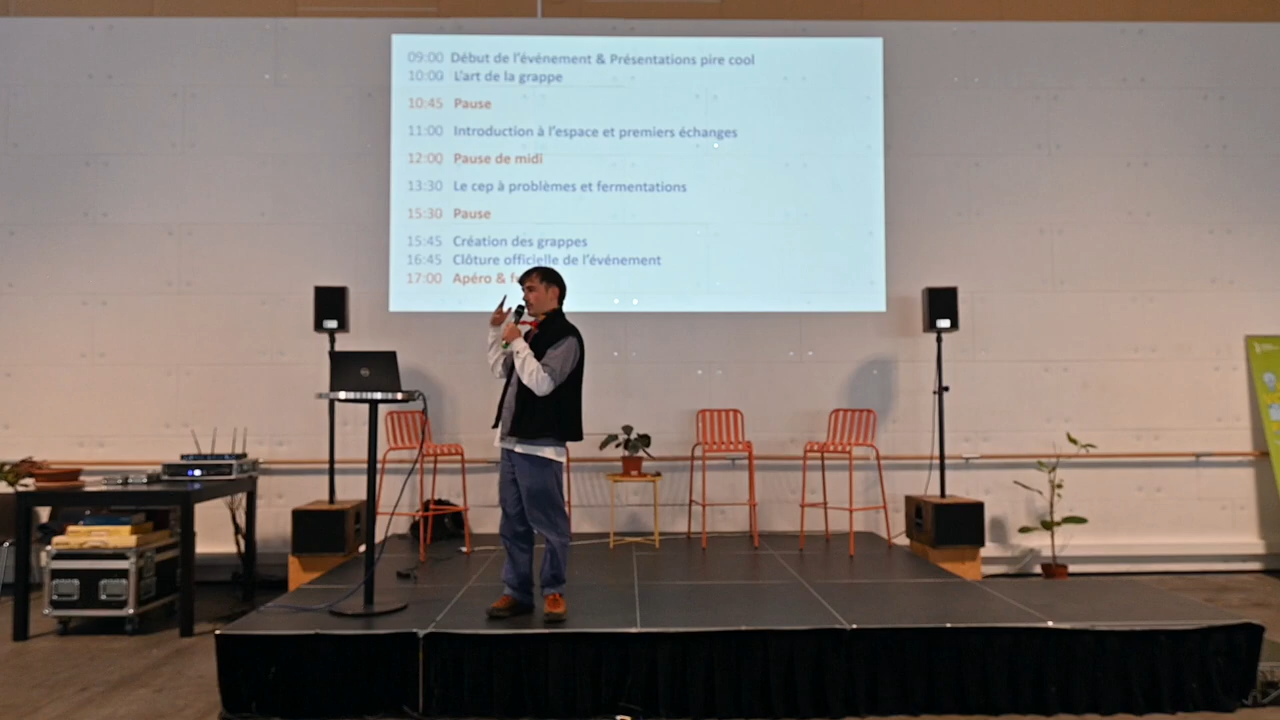 09:00 Début de l'événement & Présentations pire cool
10:00 L'art de la grappe
10:45 Pause
11:00 Introduction à l'espace et premiers échanges
12:00 Pause de midi
13:30 Le cep à problèmes et fermentations
15:30 Pause
15:45 Création des grappes
16:45 Clôture officielle de l'événement
17:00 Apéro &